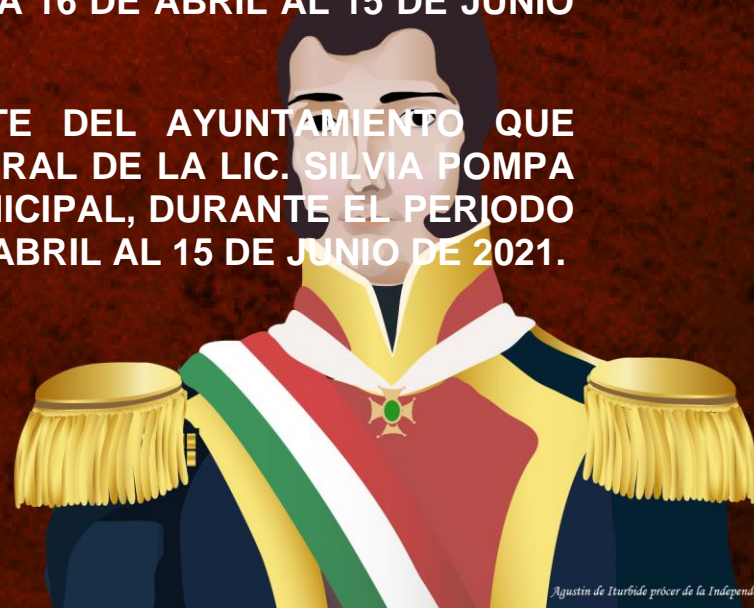 A 16 DE ABRIL AL 15 DE JUNIO
TE DEL AYUNTAMIENTO QUE
RAL DE LA LIC. SILVIA POMPA
NICIPAL, DURANTE EL PERIODO
ABRIL AL 15 DE JUNIO DE 2021.
Agustin de Iturbide prócer de la Independ